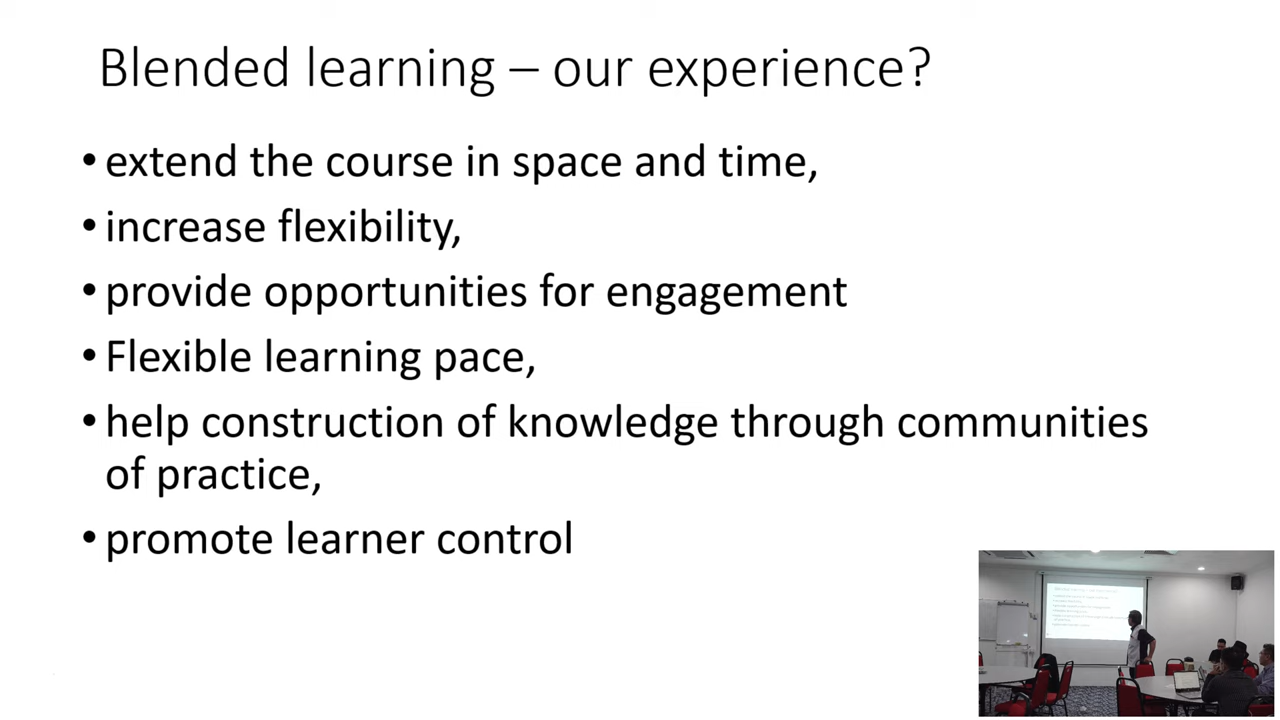 Blended learning – our experience?
• extend the course in space and time,
• increase flexibility,
• provide opportunities for engagement
• Flexible learning pace,
• help construction of knowledge through communities
of practice,
• promote learner control